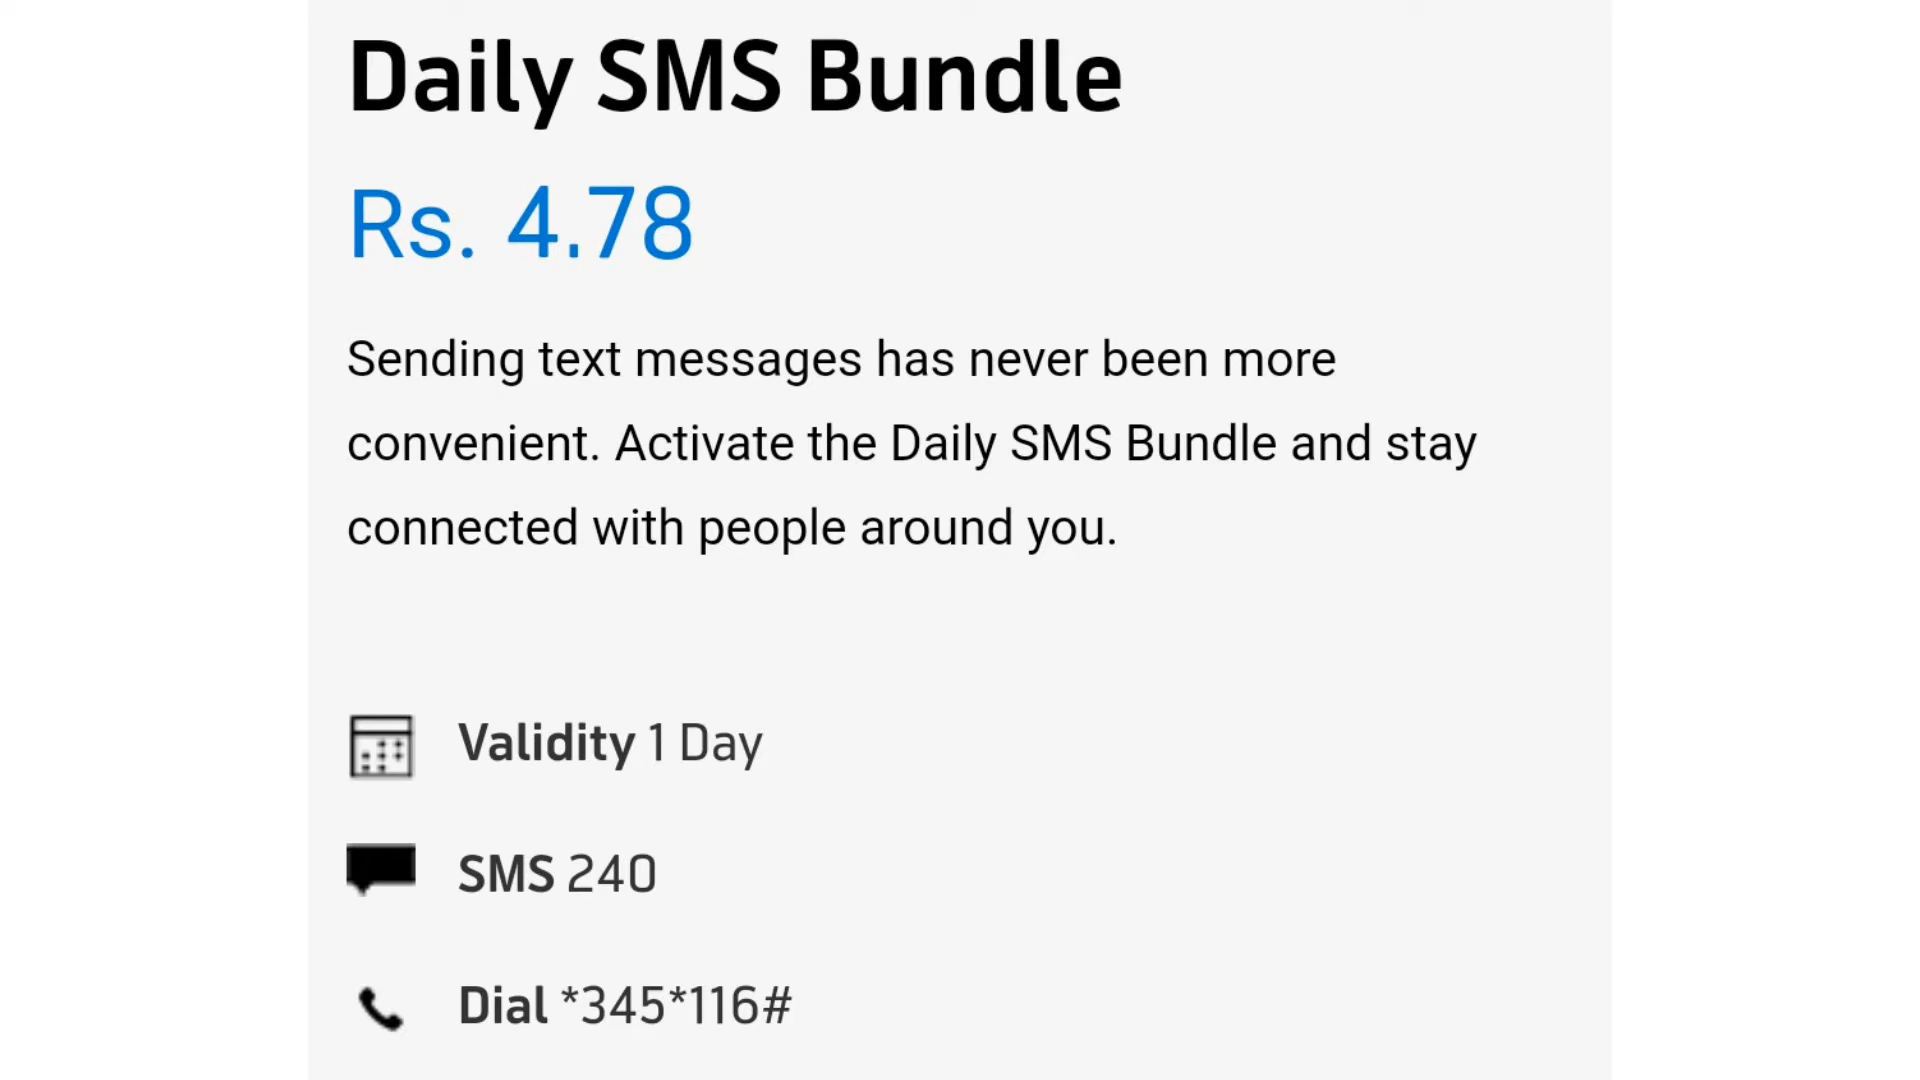 Daily SMS Bundle
Rs. 4.78
Sending text messages has never been more
convenient. Activate the Daily SMS Bundle and stay
connected with people around you.
Validity 1 Day
SMS 240
Dial *345*116#